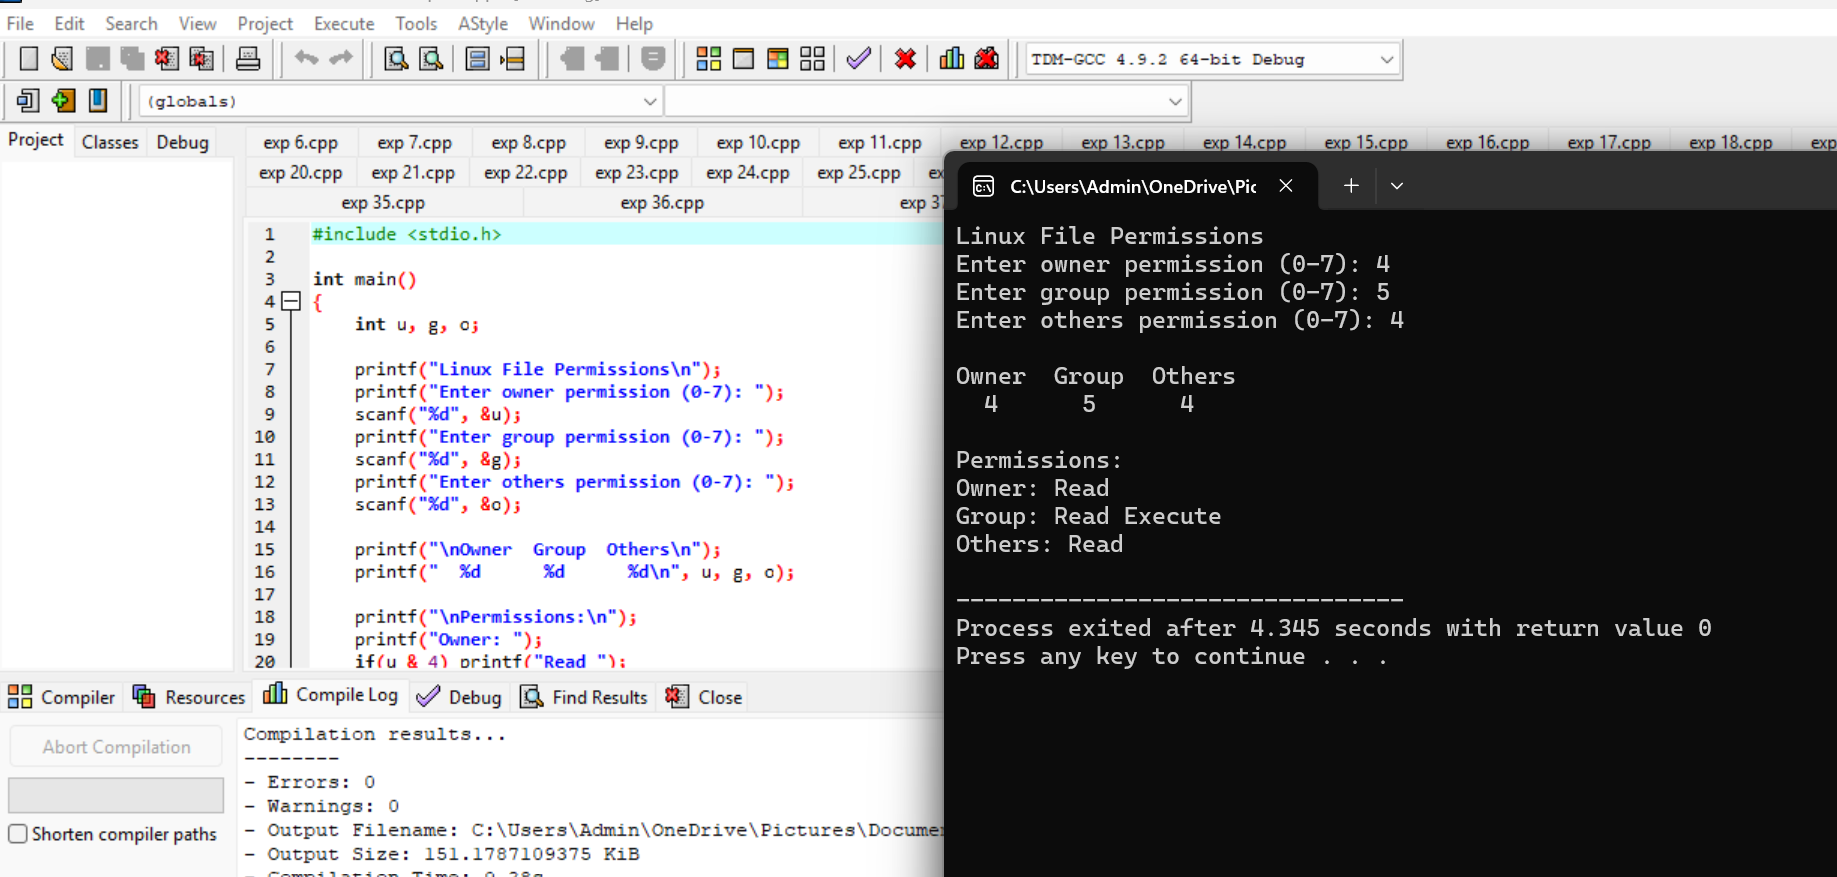 File Edit Search View Project Execute Tools AStyle Window Help
TDM-GCC 4.9.2 64-bit Debug
(globals)
Project Classes Debug
exp 6.cpp exp 7.cpp exp 8.cpp exp 9.cpp exp 10.cpp exp 11.cpp exp 12.cpp exp 13.cpp exp 14.cpp exp 15.cpp exp 16.cpp exp 17.cpp exp 18.cpp exp
exp 20.cpp exp 21.cpp exp 22.cpp exp 23.cpp exp 24.cpp exp 25.cpp
exp 35.cpp exp 36.cpp exp 37
1 #include <stdio.h>
2
3 int main()
4 {
5 int u, g, o;
6
7 printf("Linux File Permissions\n");
8 printf("Enter owner permission (0-7): ");
9 scanf("%d", &u);
10 printf("Enter group permission (0-7): ");
11 scanf("%d", &g);
12 printf("Enter others permission (0-7): ");
13 scanf("%d", &o);
14
15 printf("\nOwner  Group  Others\n");
16 printf("  %d      %d      %d\n", u, g, o);
17
18 printf("\nPermissions:\n");
19 printf("Owner: ");
20 if(u & 4) printf("Read ");
C:\Users\Admin\OneDrive\Pic
Linux File Permissions
Enter owner permission (0-7): 4
Enter group permission (0-7): 5
Enter others permission (0-7): 4
Owner  Group  Others
4      5      4
Permissions:
Owner: Read
Group: Read Execute
Others: Read
--------------------------------
Process exited after 4.345 seconds with return value 0
Press any key to continue . . .
Compiler Resources Compile Log Debug Find Results Close
Abort Compilation
Shorten compiler paths
Compilation results...
--------
- Errors: 0
- Warnings: 0
- Output Filename: C:\Users\Admin\OneDrive\Pictures\Docume
- Output Size: 151.1787109375 KiB
- Compilation Time: 0.38s